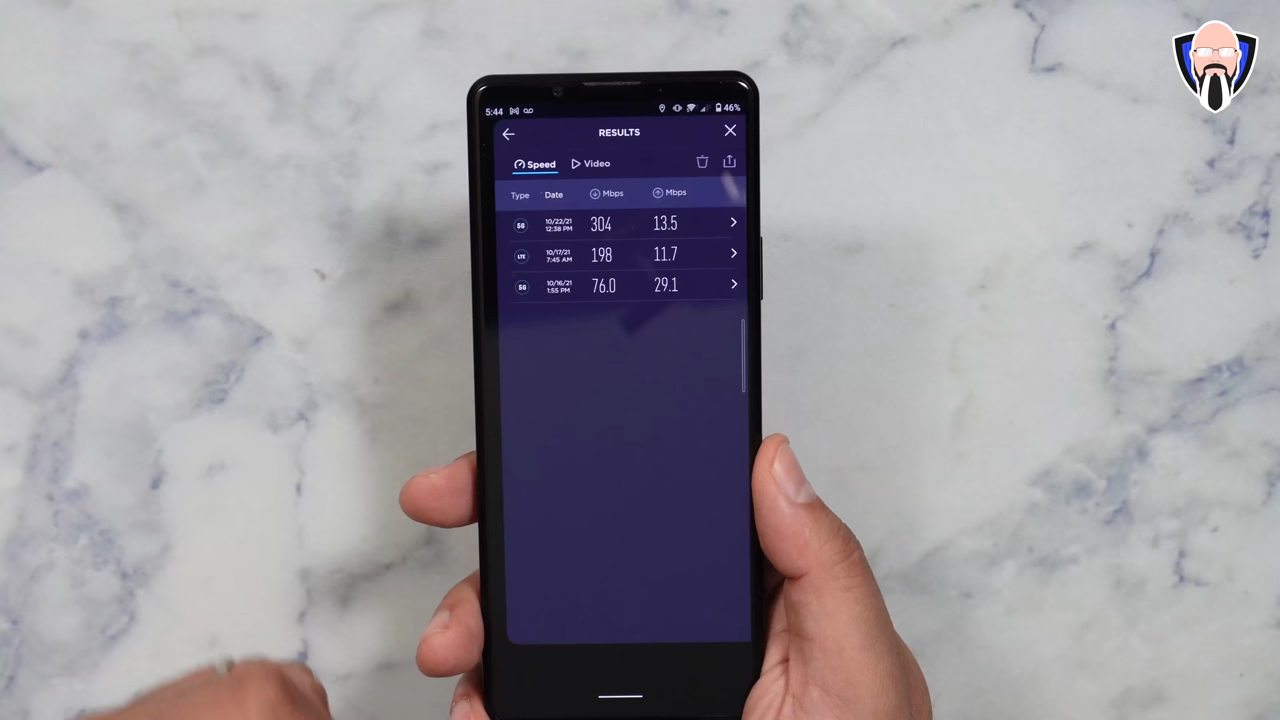 5:44 46%
RESULTS
Speed Video
Type Date Mbps Mbps
5G 10/22/21 12:38 PM 304 13.5
LTE 10/17/21 7:45 AM 198 11.7
5G 10/16/21 1:55 PM 76.0 29.1